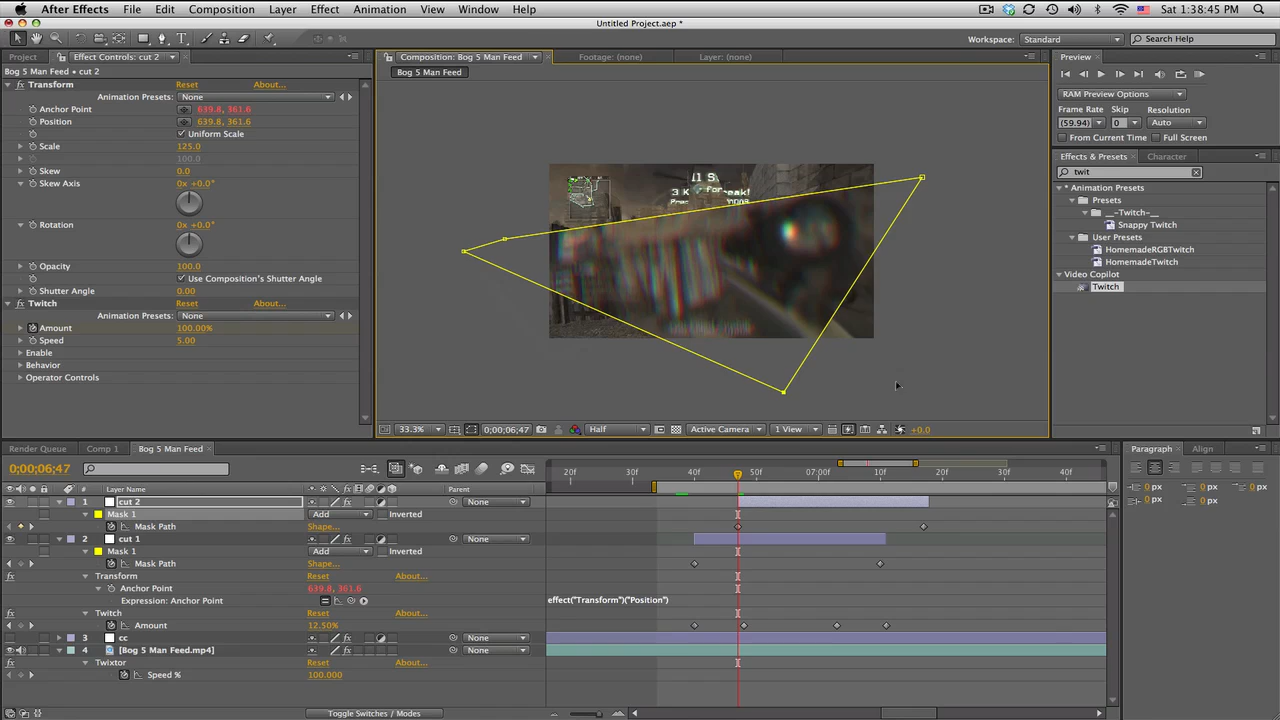 After Effects File Edit Composition Layer Effect Animation View Window Help Sat 1:38:45 PM
Untitled Project.aep *
Workspace: Standard Search Help
Project Effect Controls: cut 2 Composition: Bog 5 Man Feed Footage: (none) Layer: (none) Preview
Bog 5 Man Feed • cut 2 Bog 5 Man Feed
Transform Reset About...
Animation Presets: None
Anchor Point 639.8, 361.6
Position 639.8, 361.6
Uniform Scale
Scale 125.0
100.0
Skew 0.0
Skew Axis 0x +0.0°
Rotation 0x +0.0°
Opacity 100.0
Use Composition's Shutter Angle
Shutter Angle 0.00
Twitch Reset About...
Animation Presets: None
Amount 100.00%
Speed 5.00
Enable
Behavior
Operator Controls
33.3% 0;00;06;47 Half Active Camera 1 View +0.0
RAM Preview Options
Frame Rate Skip Resolution
(59.94) 0 Auto
From Current Time Full Screen
Effects & Presets Character
twit
* Animation Presets
Presets
__-Twitch-__
Snappy Twitch
User Presets
HomemadeRGBTwitch
HomemadeTwitch
Video Copilot
Twitch
Render Queue Comp 1 Bog 5 Man Feed
0;00;06;47
20f 30f 40f 50f 07:00f 10f 20f 30f 40f
# Layer Name Parent
1 cut 2 None
Mask 1 Add Inverted
Mask Path Shape...
2 cut 1 None
Mask 1 Add Inverted
Mask Path Shape...
Transform Reset About...
Anchor Point 639.8, 361.6
Expression: Anchor Point effect("Transform")("Position")
Twitch Reset About...
Amount 12.50%
3 cc None
4 [Bog 5 Man Feed.mp4] None
Twixtor Reset About...
Speed % 100.000
Toggle Switches / Modes
Paragraph Align
0 px 0 px 0 px
0 px 0 px